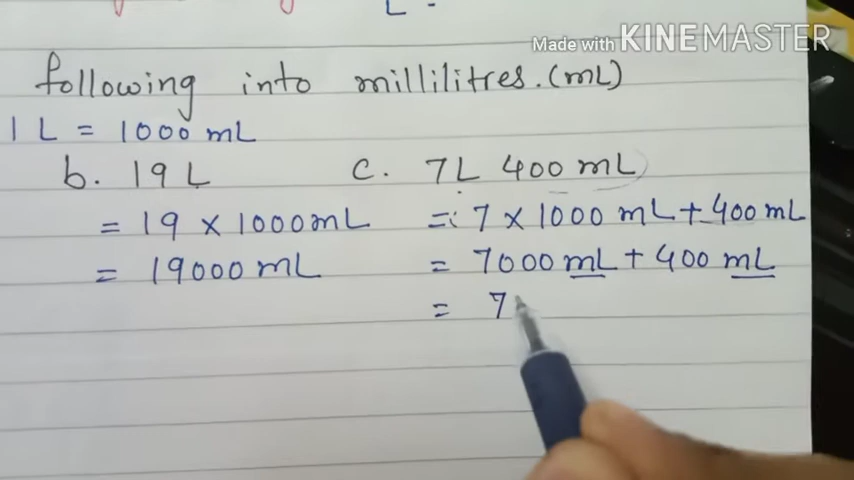 L.
Made with KINEMASTER
following into millilitres. (mL)
1 L = 1000 mL
b. 19 L
= 19 × 1000 mL
= 19000 mL
c. 7L 400 mL
= 7 × 1000 mL + 400 mL
= 7000 mL + 400 mL
= 7